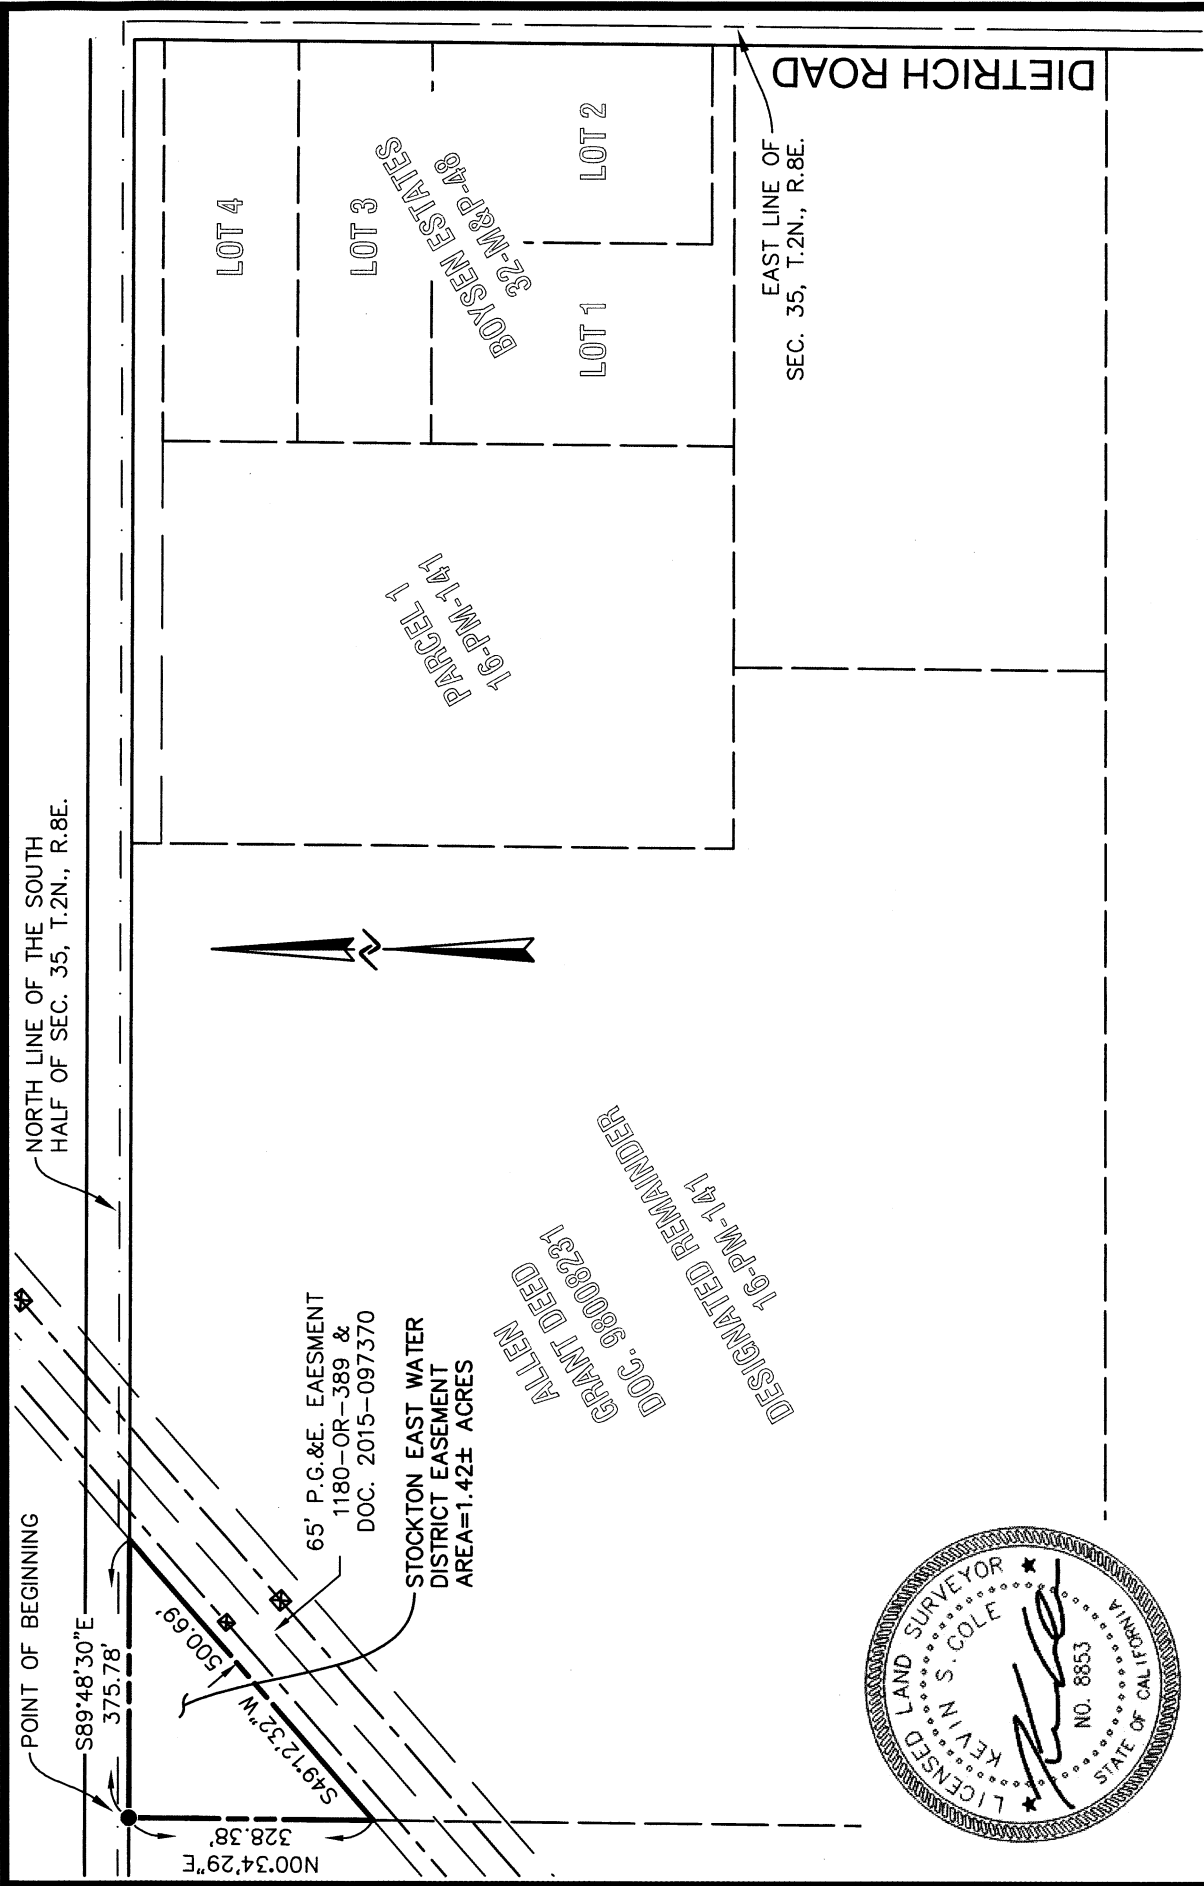 POINT OF BEGINNING
S89°48'30"E
375.78'
NORTH LINE OF THE SOUTH
HALF OF SEC. 35, T.2N., R.8E.
N00°34'29"E
328.38'
S49°12'32"W
500.69'
65' P.G.&E. EAESMENT
1180-OR-389 &
DOC. 2015-097370
STOCKTON EAST WATER
DISTRICT EASEMENT
AREA=1.42± ACRES
ALLEN
GRANT DEED
DOC. 98008231
DESIGNATED REMAINDER
16-PM-141
PARCEL 1
16-PM-141
LOT 4
LOT 3
BOYSEN ESTATES
32-M&P-48
LOT 1
LOT 2
EAST LINE OF
SEC. 35, T.2N., R.8E.
DIETRICH ROAD
LICENSED LAND SURVEYOR
KEVIN S. COLE
NO. 8853
STATE OF CALIFORNIA